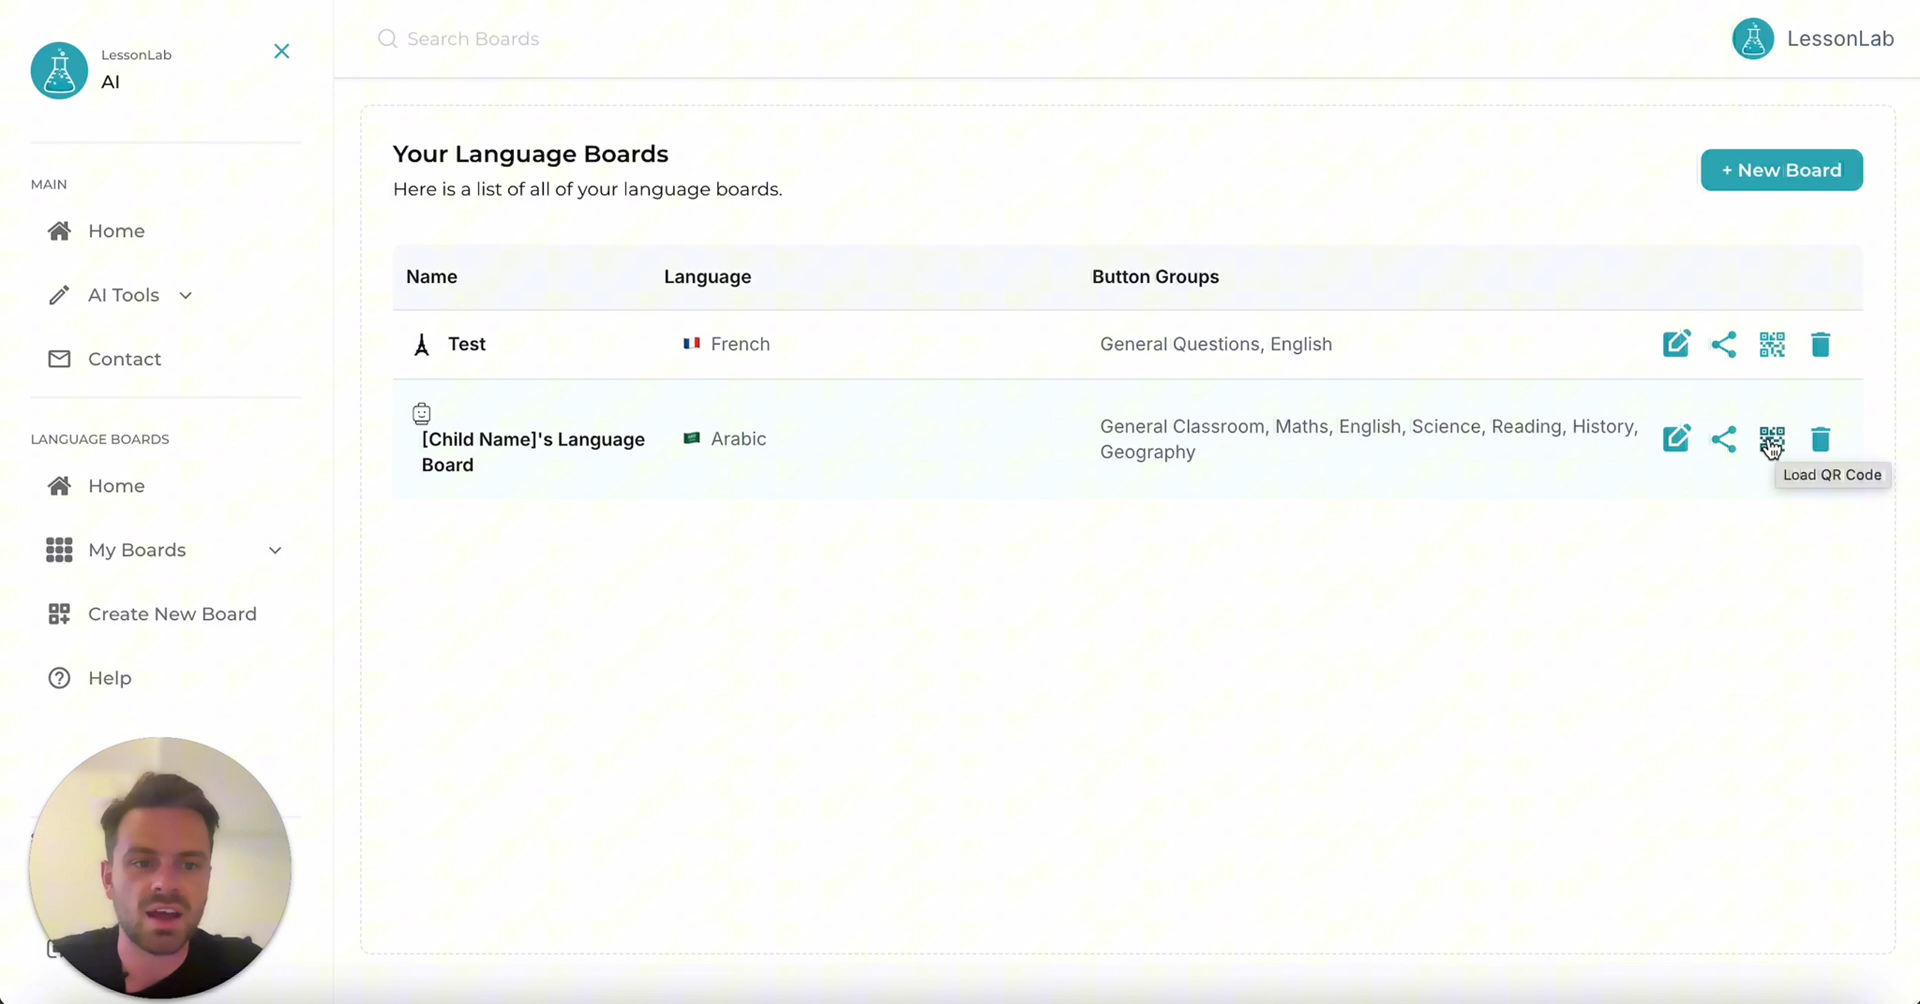 LessonLab
AI
MAIN
Home
AI Tools
Contact
LANGUAGE BOARDS
Home
My Boards
Create New Board
Help
Search Boards
LessonLab
Your Language Boards
Here is a list of all of your language boards.
+ New Board
Name Language Button Groups
Test French General Questions, English
[Child Name]'s Language
Board
Arabic
General Classroom, Maths, English, Science, Reading, History,
Geography
Load QR Code